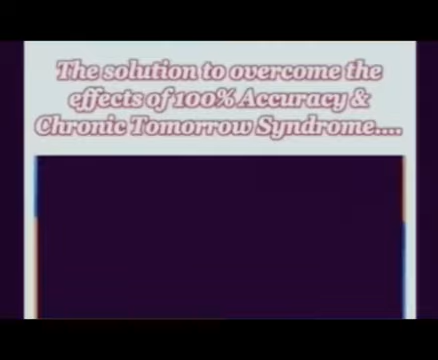 The solution to overcome the
effects of 100% Accuracy &
Chronic Tomorrow Syndrome....